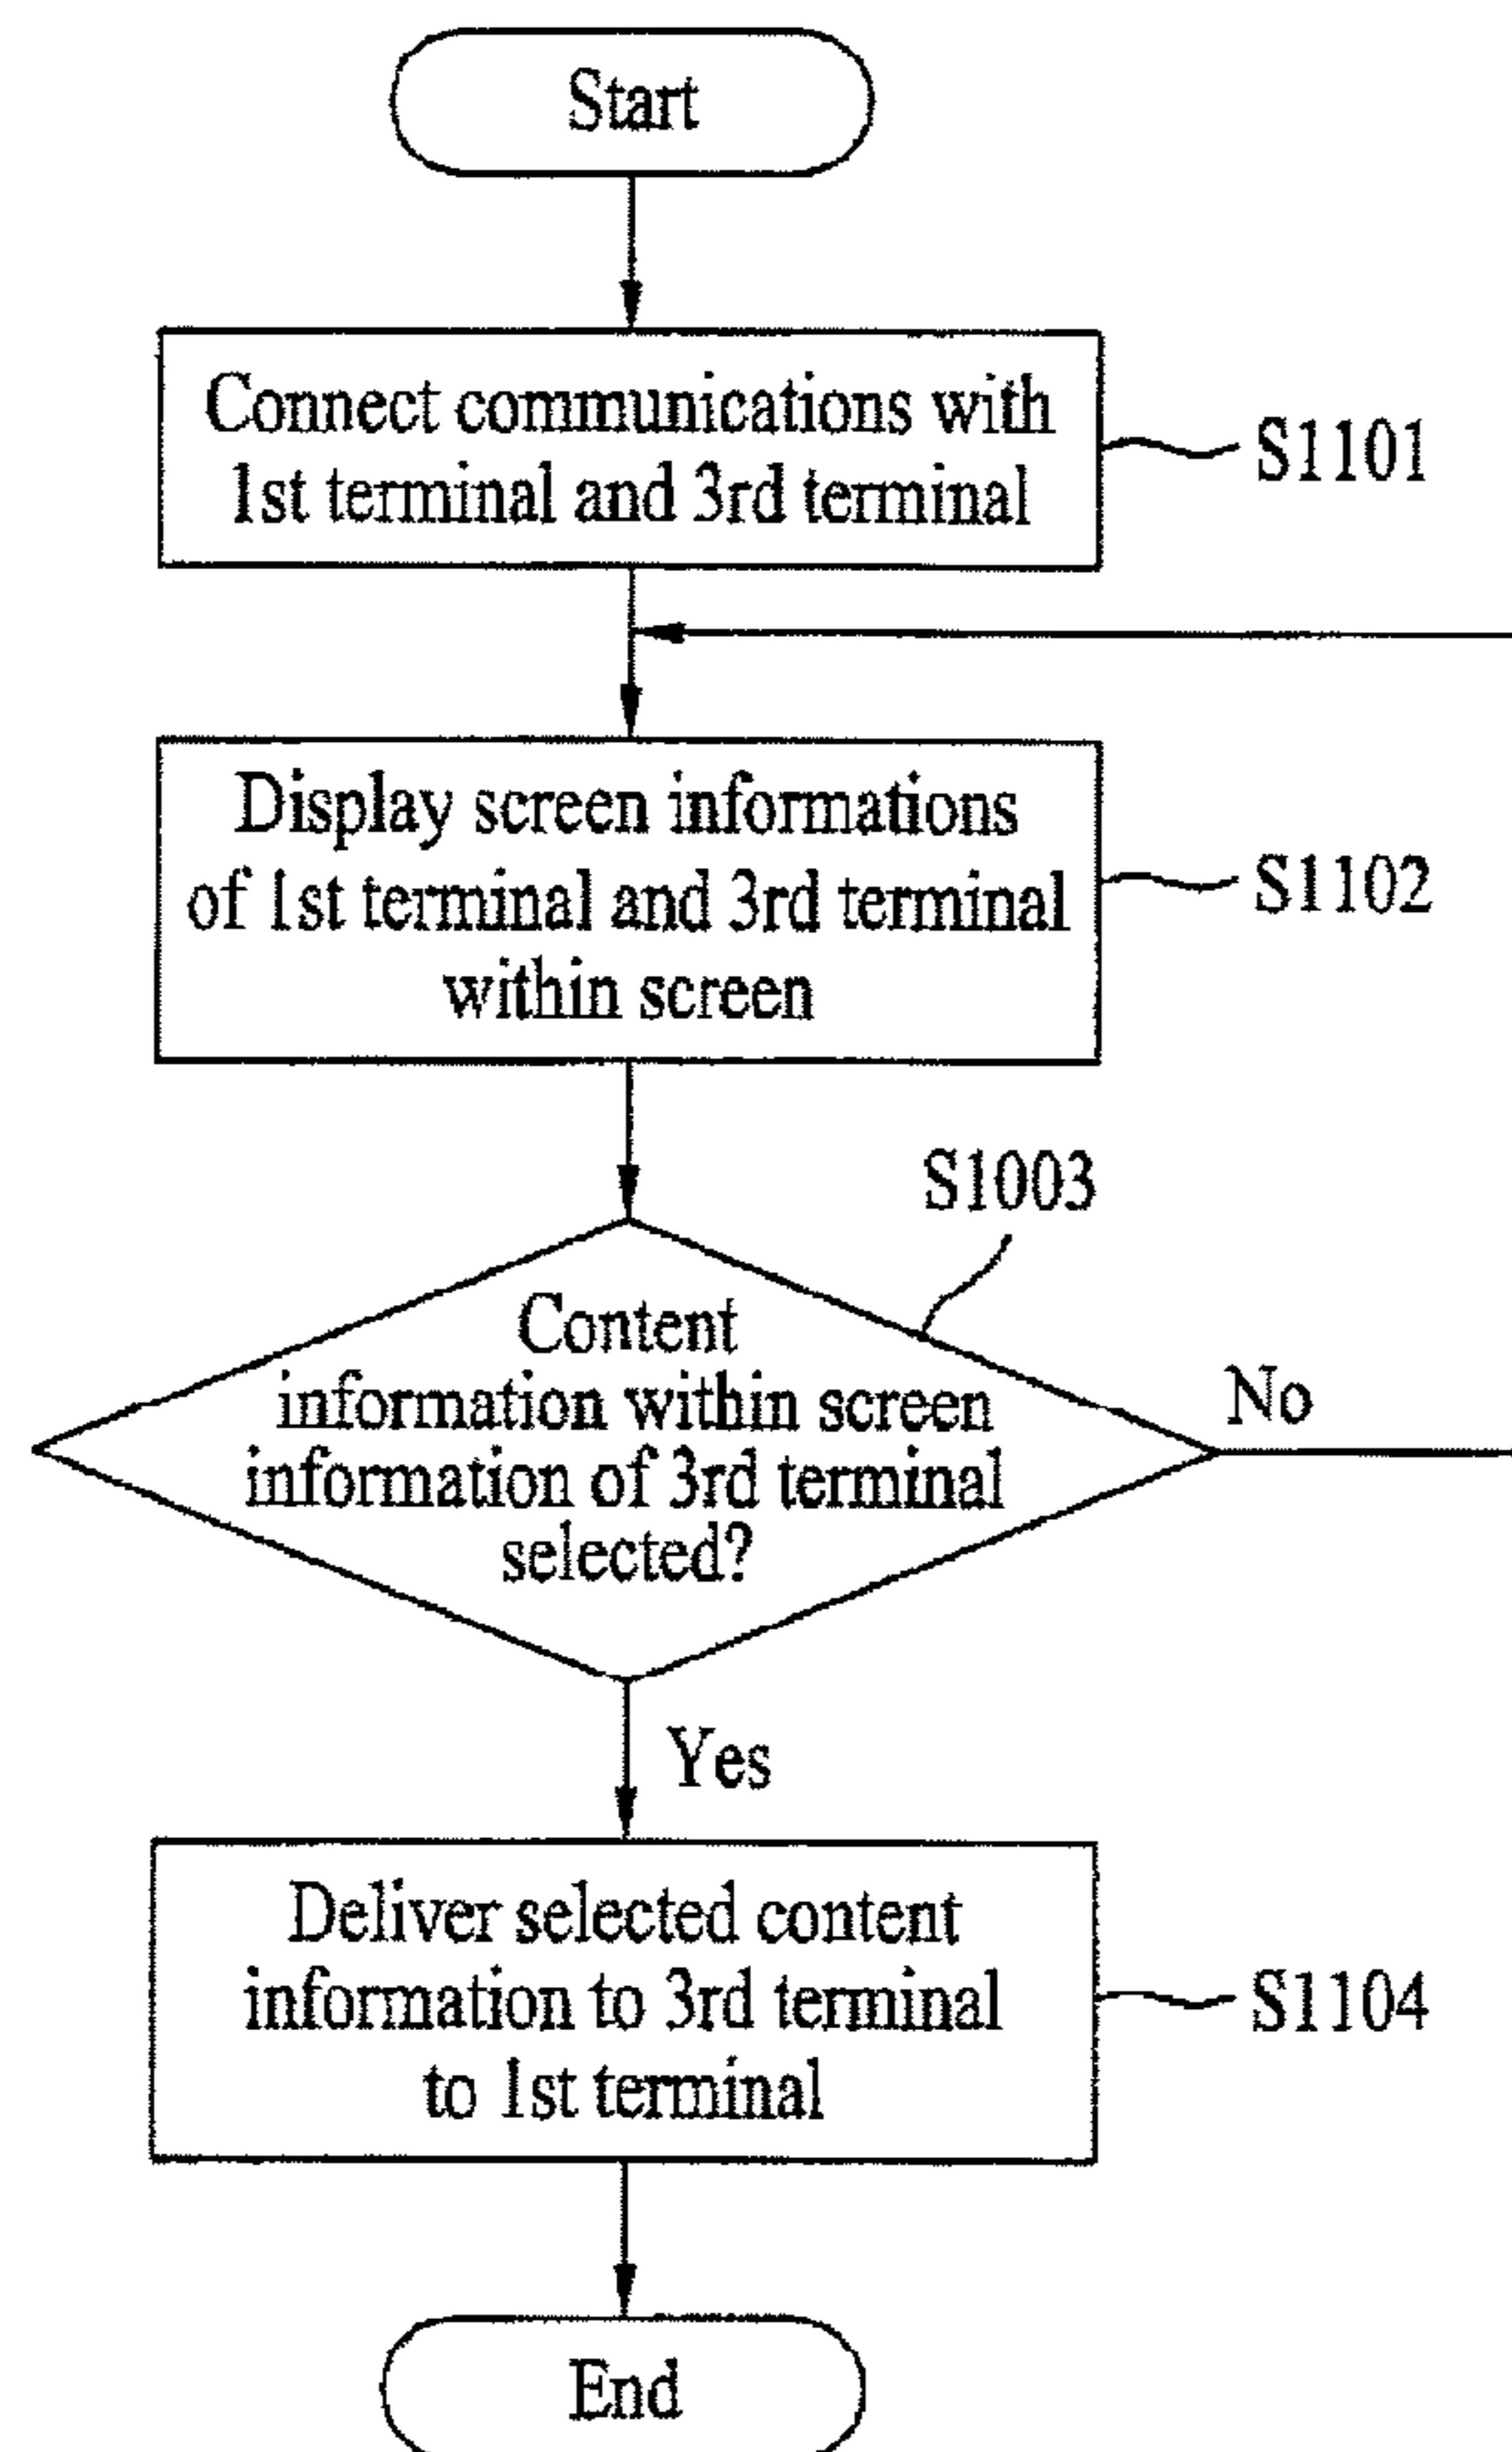 Start
Connect communications with
1st terminal and 3rd terminal
S1101
Display screen informations
of 1st terminal and 3rd terminal
within screen
S1102
S1003
Content
information within screen
information of 3rd terminal
selected?
No
Yes
Deliver selected content
information to 3rd terminal
to 1st terminal
S1104
End